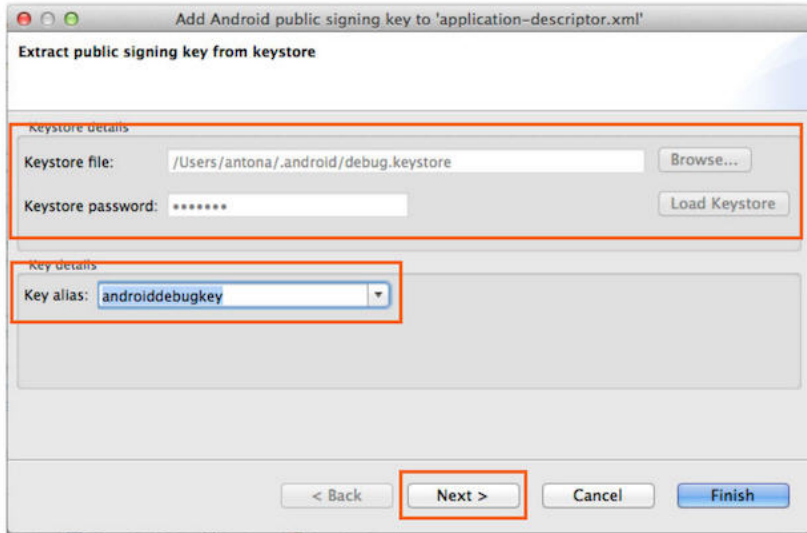 Add Android public signing key to 'application-descriptor.xml'
Extract public signing key from keystore
Keystore details
Keystore file: /Users/antona/.android/debug.keystore Browse...
Keystore password: ••••••• Load Keystore
Key details
Key alias: androiddebugkey
< Back Next > Cancel Finish